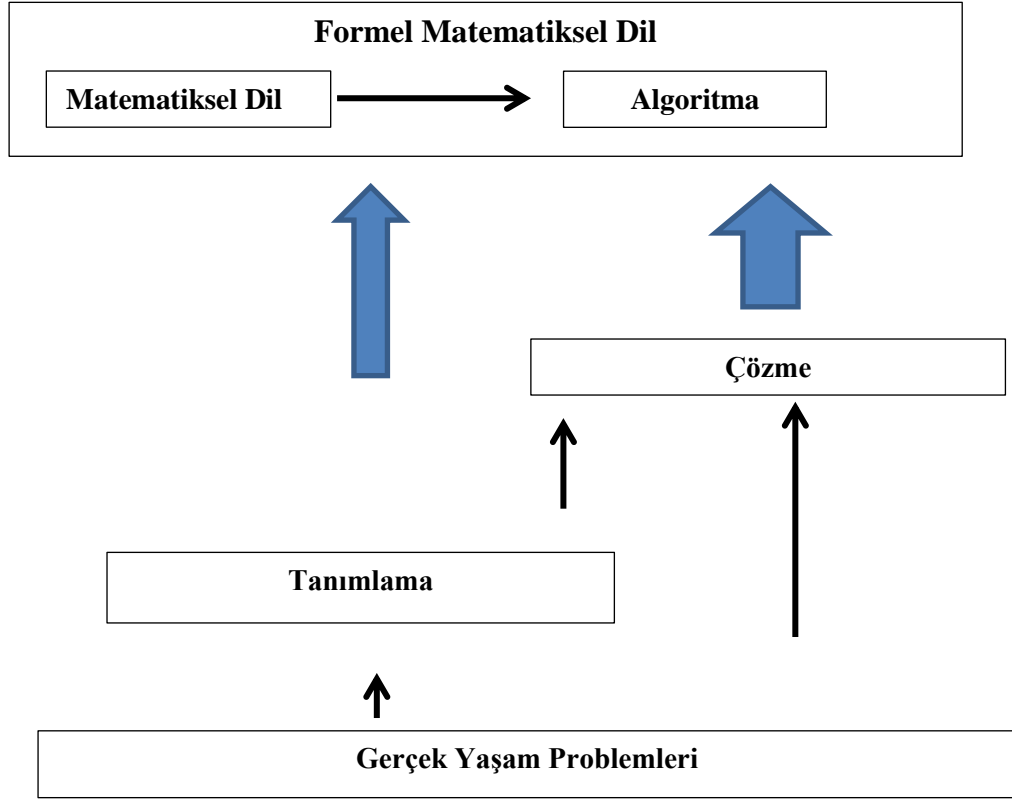 Formel Matematiksel Dil
Matematiksel Dil
Algoritma
Çözme
Tanımlama
Gerçek Yaşam Problemleri